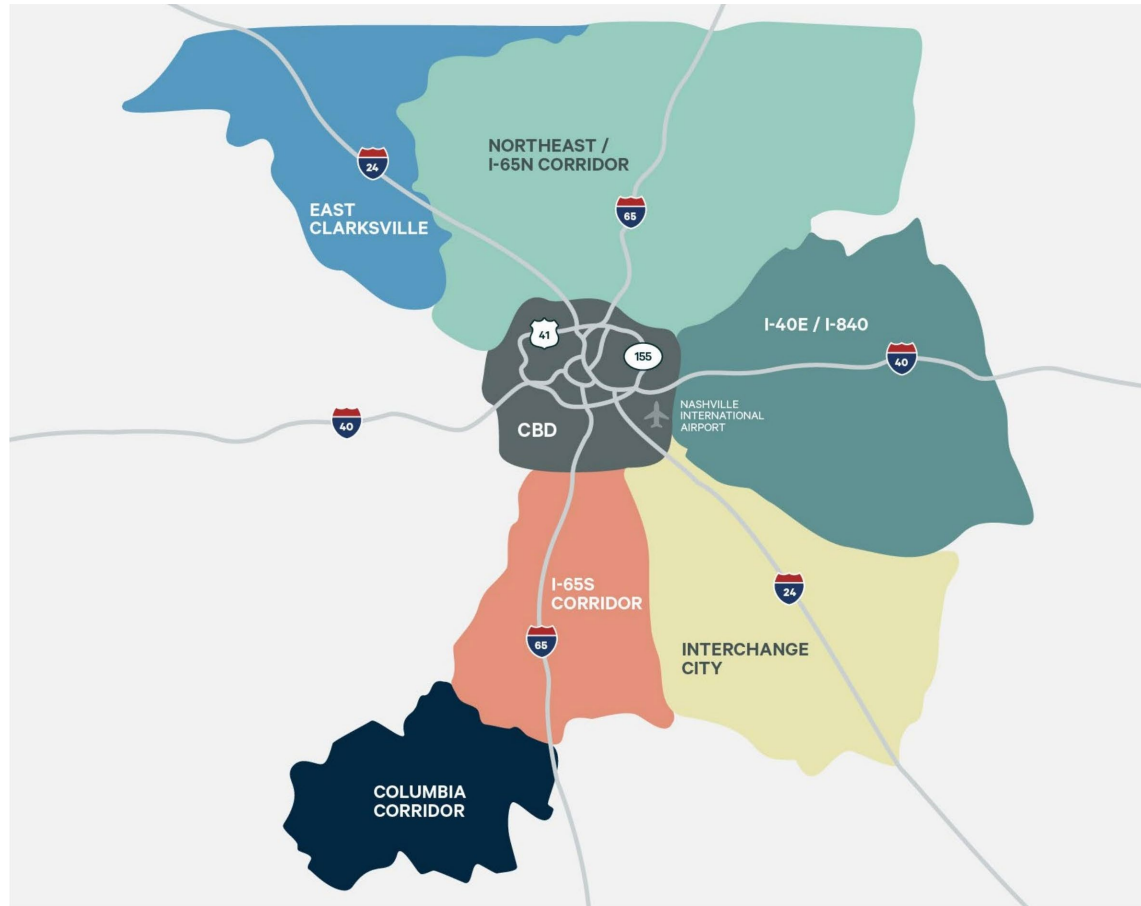 NORTHEAST /
I-65N CORRIDOR
24
65
EAST
CLARKSVILLE
I-40E / I-840
41
155
40
NASHVILLE
INTERNATIONAL
AIRPORT
40
CBD
I-65S
CORRIDOR
24
65
INTERCHANGE
CITY
COLUMBIA
CORRIDOR